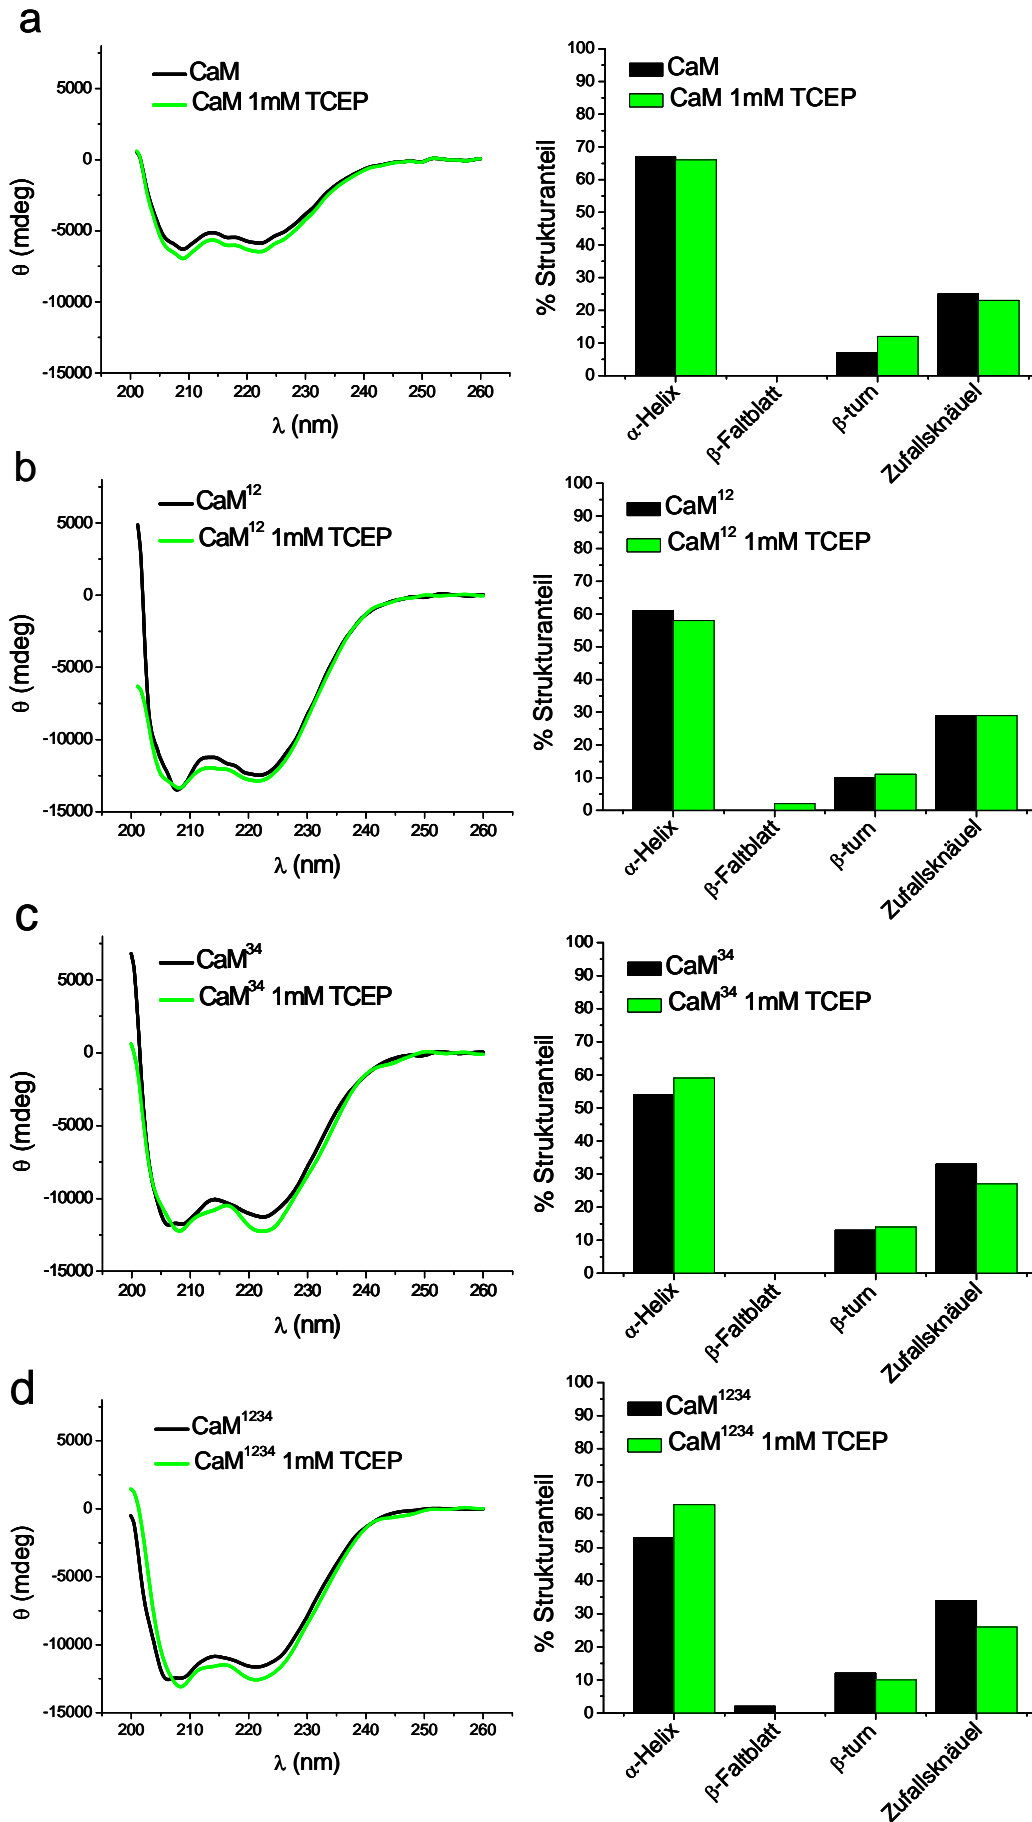 a
CaM
CaM 1mM TCEP
5000
0
-5000
-10000
-15000
θ (mdeg)
200 210 220 230 240 250 260
λ (nm)
CaM
CaM 1mM TCEP
100
90
80
70
60
50
40
30
20
10
0
% Strukturanteil
α-Helix
β-Faltblatt
β-turn
Zufallsknäuel
b
CaM¹²
CaM¹² 1mM TCEP
5000
0
-5000
-10000
-15000
θ (mdeg)
200 210 220 230 240 250 260
λ (nm)
CaM¹²
CaM¹² 1mM TCEP
100
90
80
70
60
50
40
30
20
10
0
% Strukturanteil
α-Helix
β-Faltblatt
β-turn
Zufallsknäuel
c
CaM³⁴
CaM³⁴ 1mM TCEP
5000
0
-5000
-10000
-15000
θ (mdeg)
200 210 220 230 240 250 260
λ (nm)
CaM³⁴
CaM³⁴ 1mM TCEP
100
90
80
70
60
50
40
30
20
10
0
% Strukturanteil
α-Helix
β-Faltblatt
β-turn
Zufallsknäuel
d
CaM¹²³⁴
CaM¹²³⁴ 1mM TCEP
5000
0
-5000
-10000
-15000
θ (mdeg)
200 210 220 230 240 250 260
λ (nm)
CaM¹²³⁴
CaM¹²³⁴ 1mM TCEP
100
90
80
70
60
50
40
30
20
10
0
% Strukturanteil
α-Helix
β-Faltblatt
β-turn
Zufallsknäuel